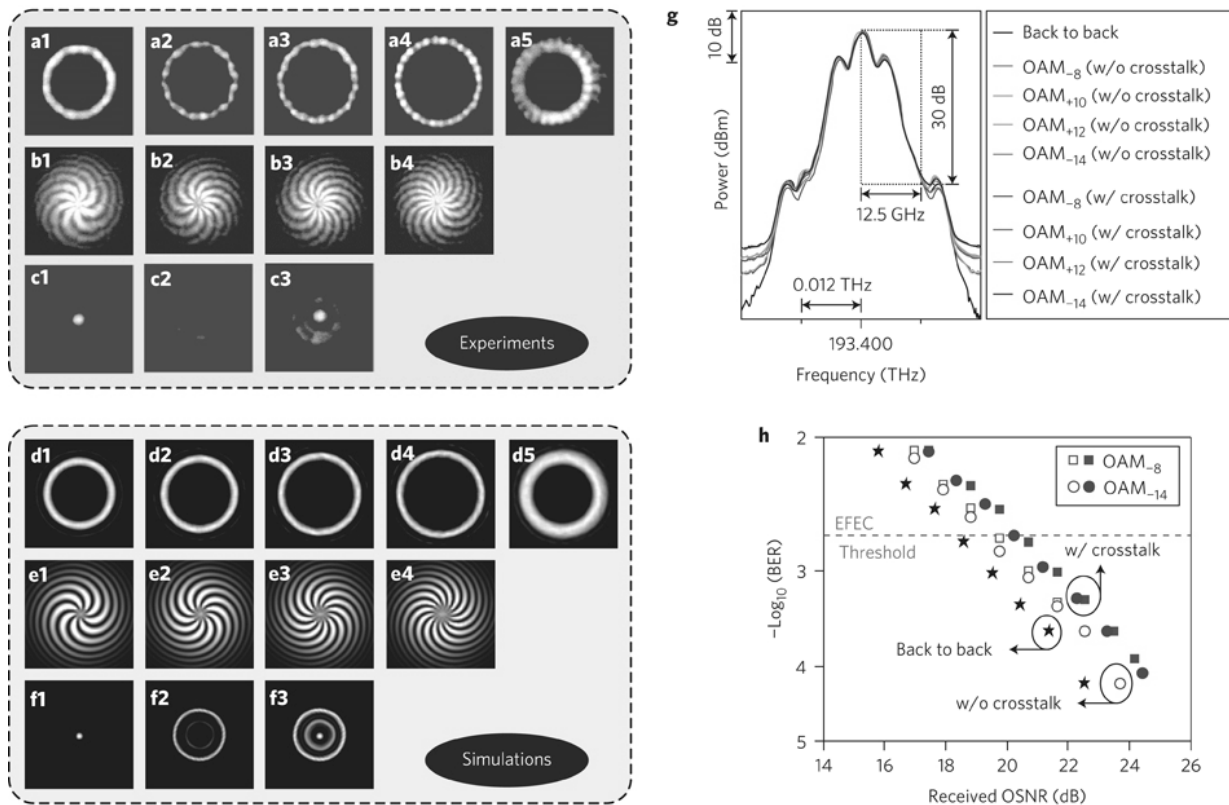 a1
a2
a3
a4
a5
b1
b2
b3
b4
c1
c2
c3
Experiments
d1
d2
d3
d4
d5
e1
e2
e3
e4
f1
f2
f3
Simulations
g
10 dB
30 dB
Power (dBm)
12.5 GHz
0.012 THz
193.400
Frequency (THz)
Back to back
OAM₋₈ (w/o crosstalk)
OAM₊₁₀ (w/o crosstalk)
OAM₊₁₂ (w/o crosstalk)
OAM₋₁₄ (w/o crosstalk)
OAM₋₈ (w/ crosstalk)
OAM₊₁₀ (w/ crosstalk)
OAM₊₁₂ (w/ crosstalk)
OAM₋₁₄ (w/ crosstalk)
h
2
3
4
5
−Log₁₀ (BER)
OAM₋₈
OAM₋₁₄
EFEC
Threshold
w/ crosstalk
Back to back
w/o crosstalk
14 16 18 20 22 24 26
Received OSNR (dB)